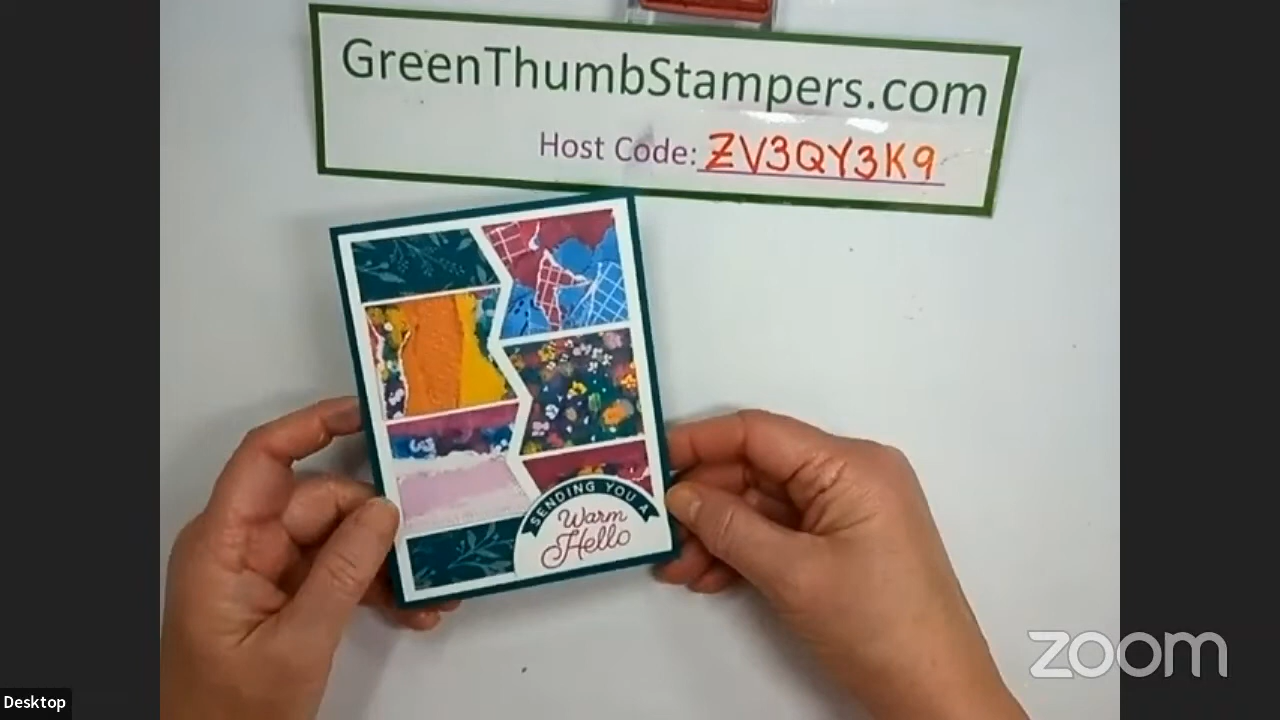 GreenThumbStampers.com
Host Code: ZV3QY3K9
SENDING YOU A
Warm
Hello
zoom
Desktop